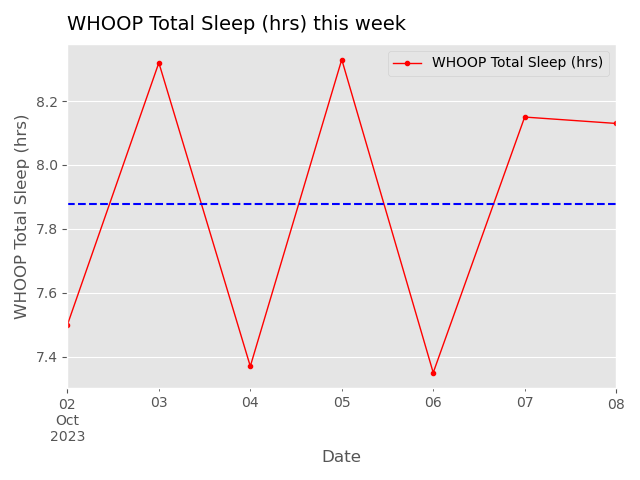 WHOOP Total Sleep (hrs) this week
WHOOP Total Sleep (hrs)
WHOOP Total Sleep (hrs)
8.2
8.0
7.8
7.6
7.4
02 03 04 05 06 07 08
Oct
2023
Date